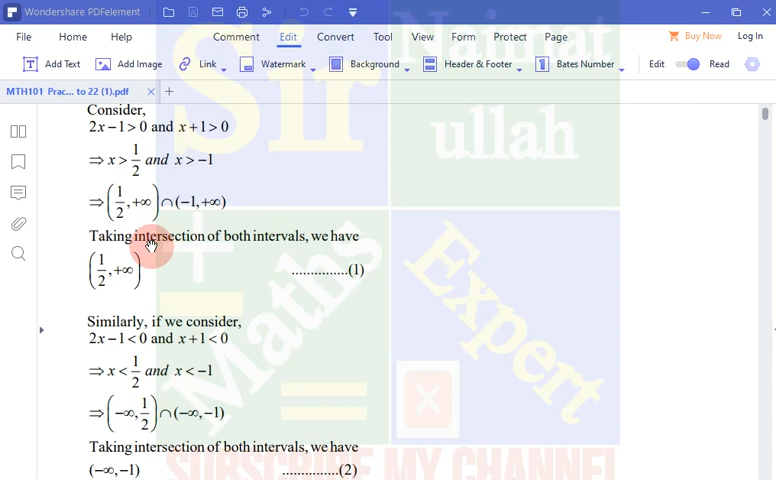 Wondershare PDFelement
File Home Help Comment Edit Convert Tool View Form Protect Page Buy Now Log In
Add Text Add Image Link Watermark Background Header & Footer Bates Number Edit Read
MTH101 Prac... to 22 (1).pdf
Sir
Naimat
ullah
Maths
Expert
SUBSCRIBE MY CHANNEL
Consider,
2x−1>0 and x+1>0
⇒ x > 1/2 and x > −1
⇒ (1/2, +∞) ∩ (−1, +∞)
Taking intersection of both intervals, we have
(1/2, +∞) ...............(1)
Similarly, if we consider,
2x−1<0 and x+1<0
⇒ x < 1/2 and x < −1
⇒ (−∞, 1/2) ∩ (−∞, −1)
Taking intersection of both intervals, we have
(−∞, −1) ...............(2)